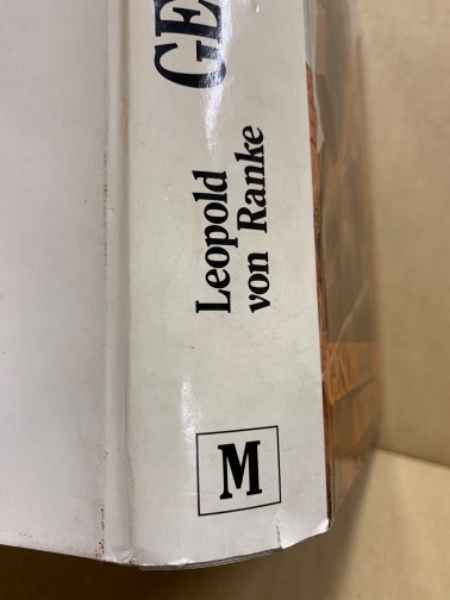 Leopold
von Ranke
GE
M